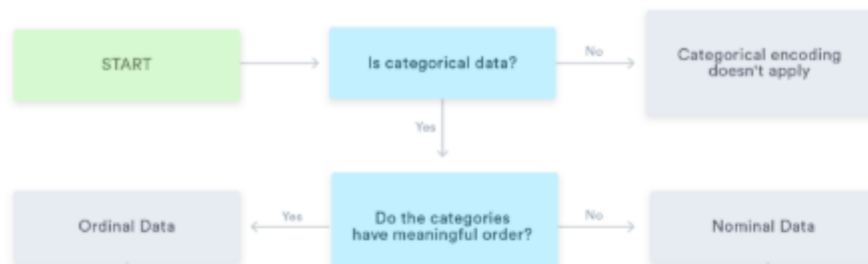 START
Is categorical data?
No
Categorical encoding
doesn't apply
Yes
Ordinal Data
Yes
Do the categories
have meaningful order?
No
Nominal Data